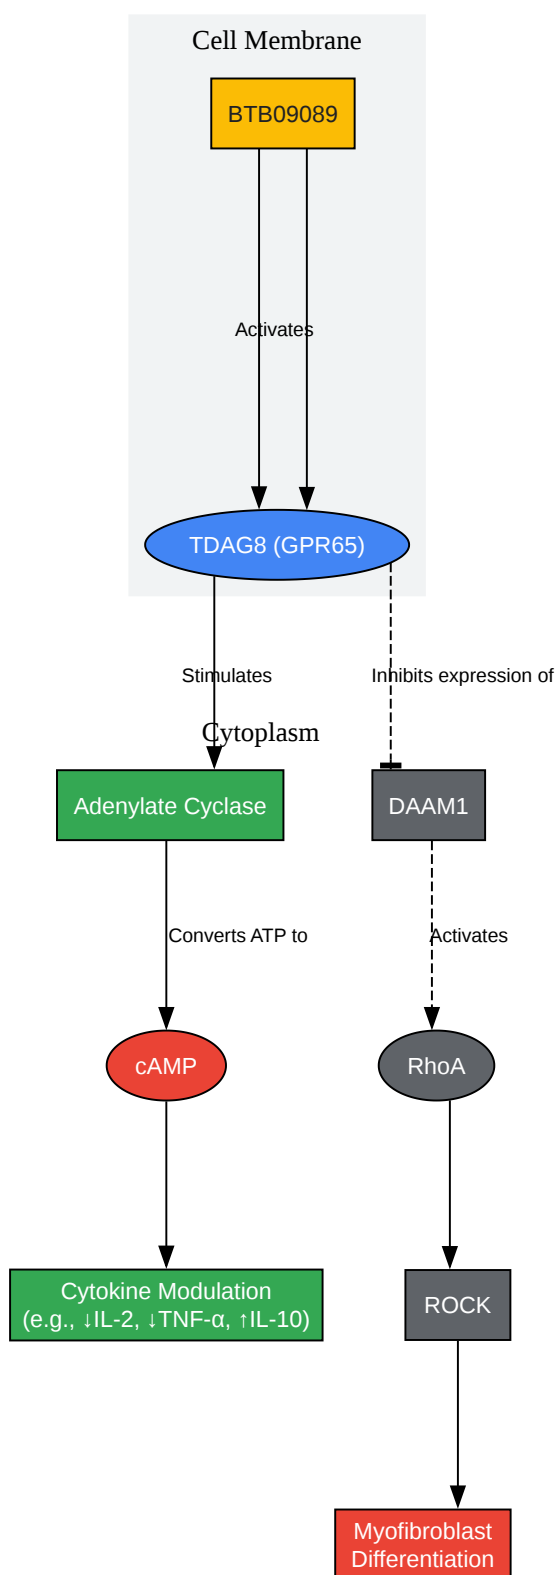 Cell Membrane
BTB09089
Activates
TDAG8 (GPR65)
Stimulates
Inhibits expression of
Cytoplasm
Adenylate Cyclase
DAAM1
Converts ATP to
Activates
cAMP
RhoA
Cytokine Modulation
(e.g., ↓IL-2, ↓TNF-α, ↑IL-10)
ROCK
Myofibroblast
Differentiation